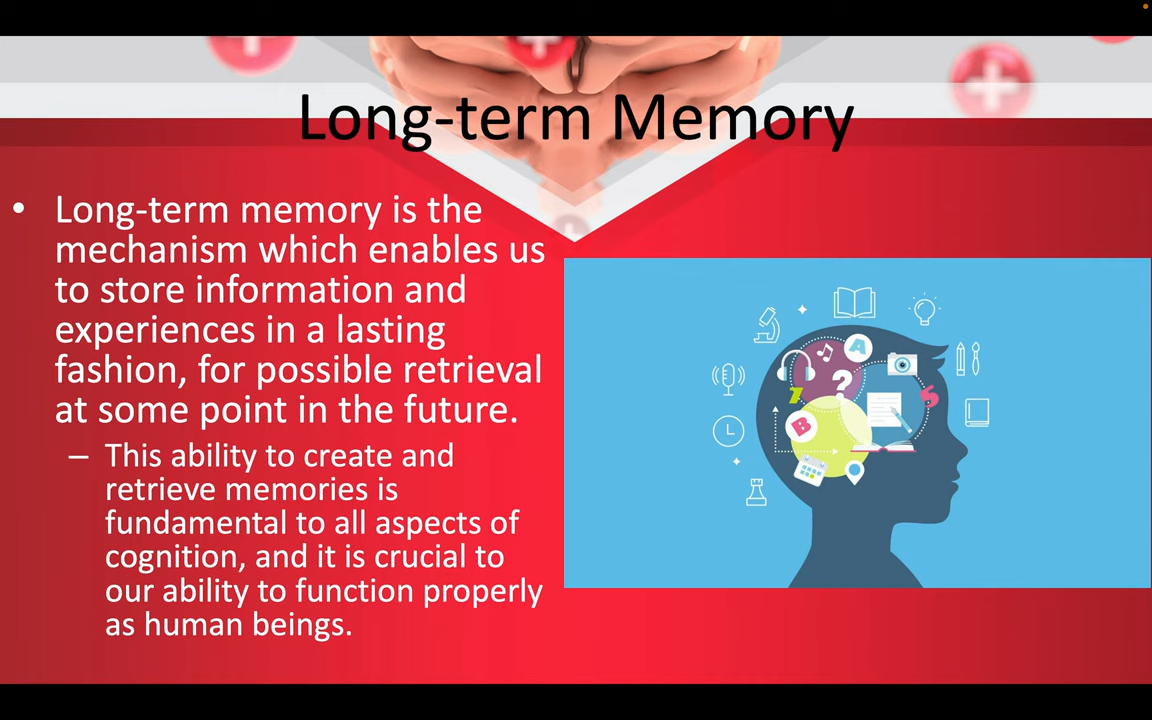 Long-term Memory
• Long-term memory is the
mechanism which enables us
to store information and
experiences in a lasting
fashion, for possible retrieval
at some point in the future.
– This ability to create and
retrieve memories is
fundamental to all aspects of
cognition, and it is crucial to
our ability to function properly
as human beings.
A
?
7
5
B